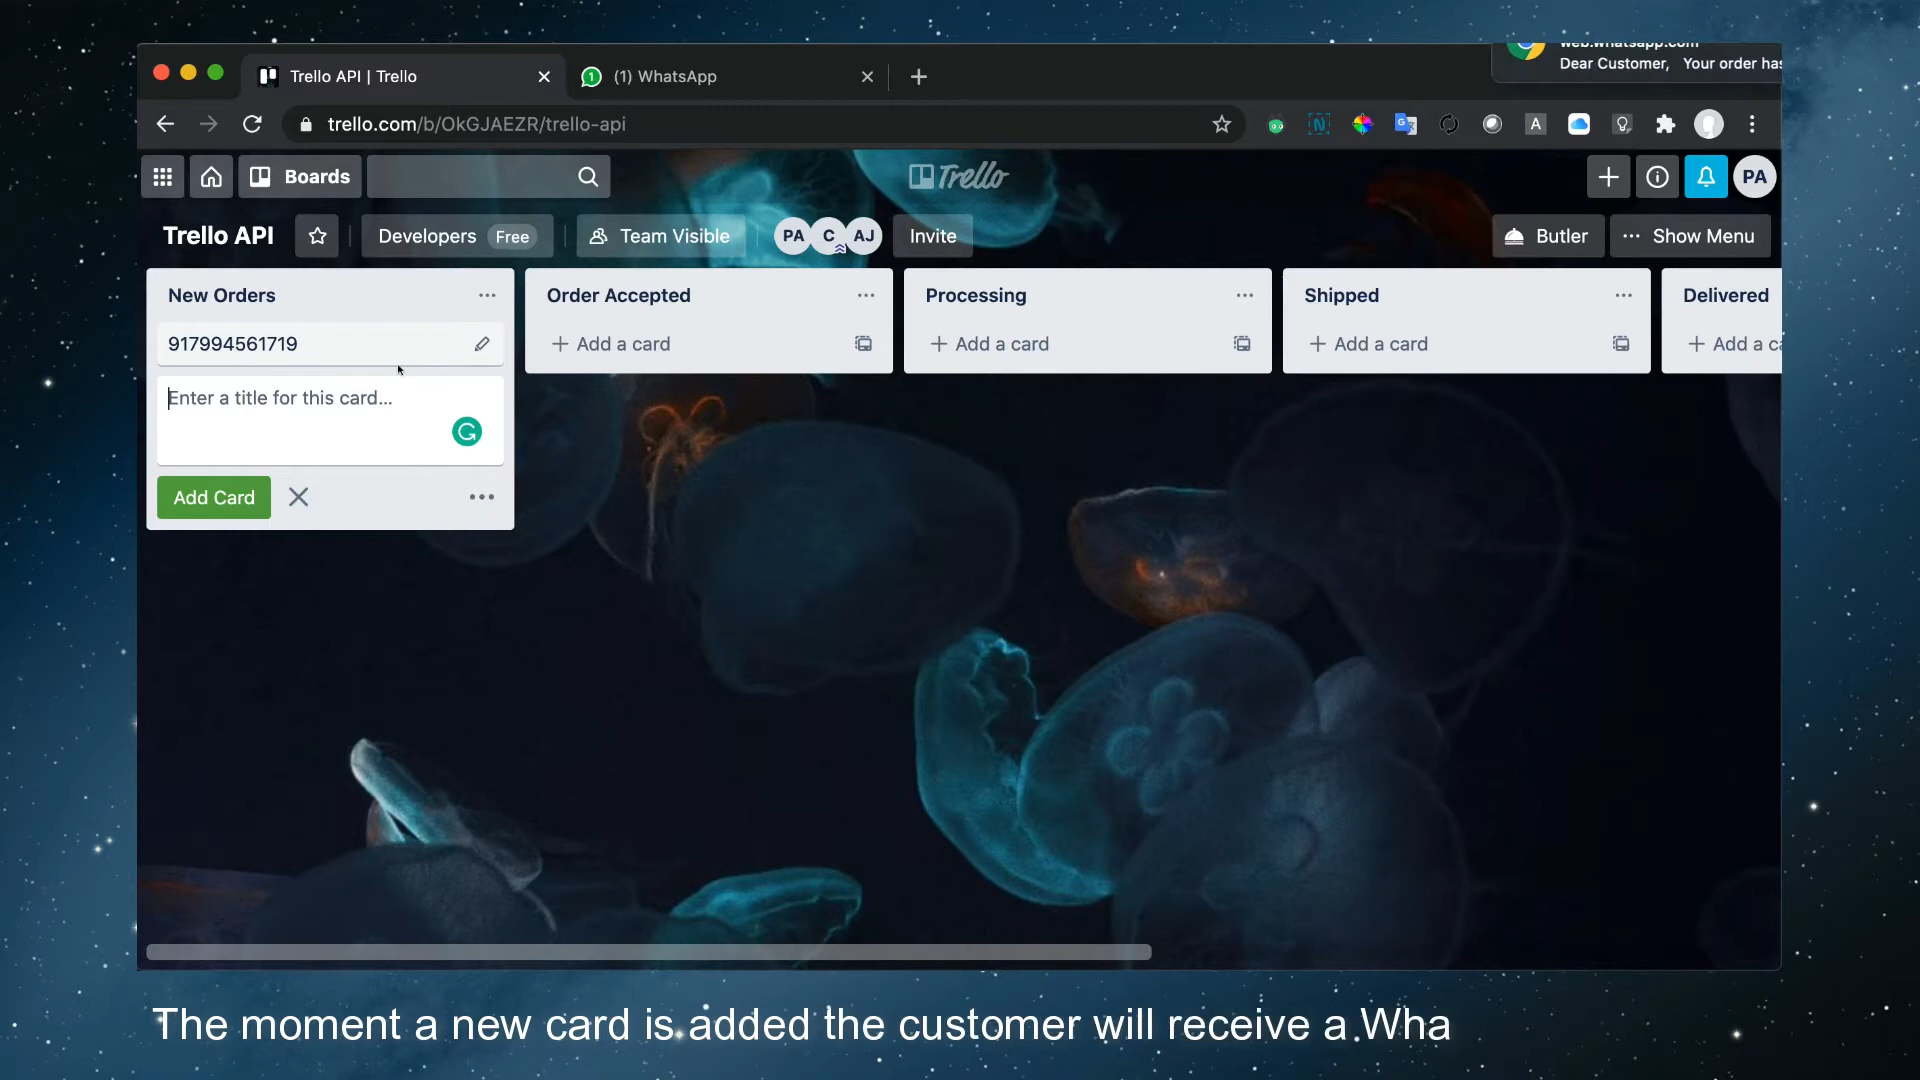 web.whatsapp.com
Trello API | Trello
1
(1) WhatsApp
Dear Customer, Your order has
trello.com/b/OkGJAEZR/trello-api
A
Boards
Trello
PA
Trello API
Developers Free
Team Visible
PA C AJ
Invite
Butler
Show Menu
New Orders
Order Accepted
Processing
Shipped
Delivered
917994561719
Add a card
Add a card
Add a card
Add a ca
Enter a title for this card...
Add Card
The moment a new card is added the customer will receive a Wha